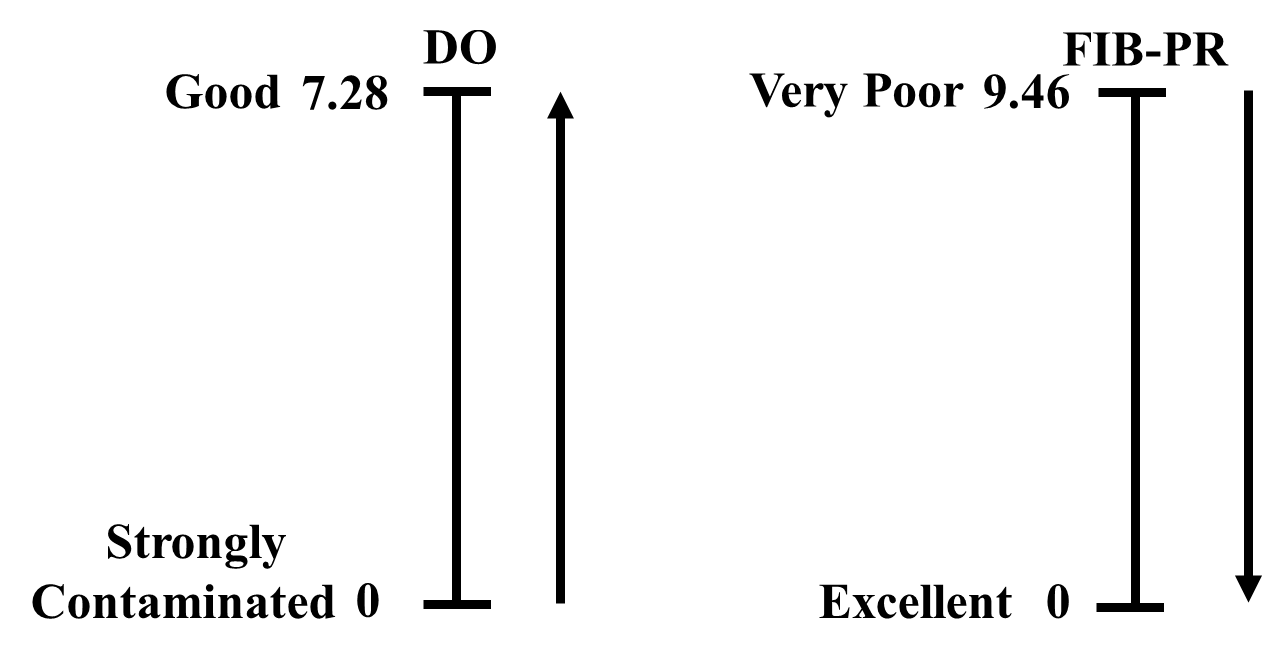 DO
Good 7.28
Strongly
Contaminated 0
FIB-PR
Very Poor 9.46
Excellent 0